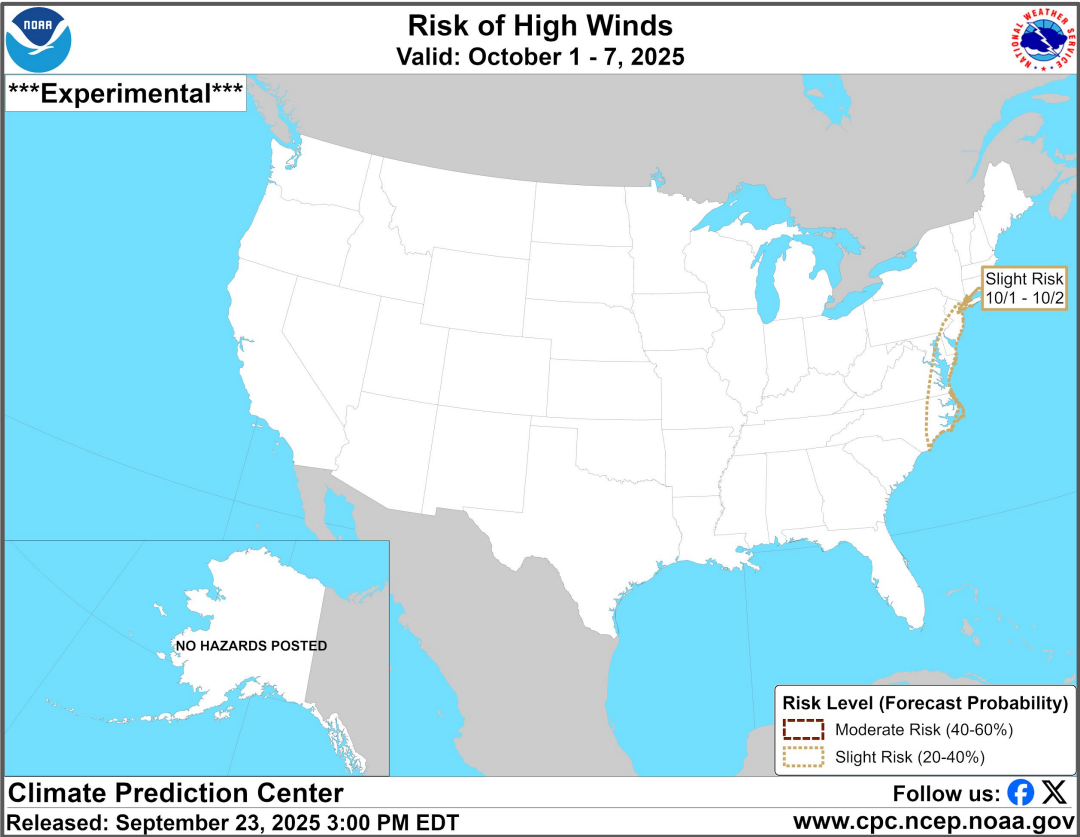 NOAA
Risk of High Winds
Valid: October 1 - 7, 2025
NATIONAL WEATHER SERVICE
***Experimental***
Slight Risk
10/1 - 10/2
NO HAZARDS POSTED
Risk Level (Forecast Probability)
Moderate Risk (40-60%)
Slight Risk (20-40%)
Climate Prediction Center
Follow us:
Released: September 23, 2025 3:00 PM EDT
www.cpc.ncep.noaa.gov